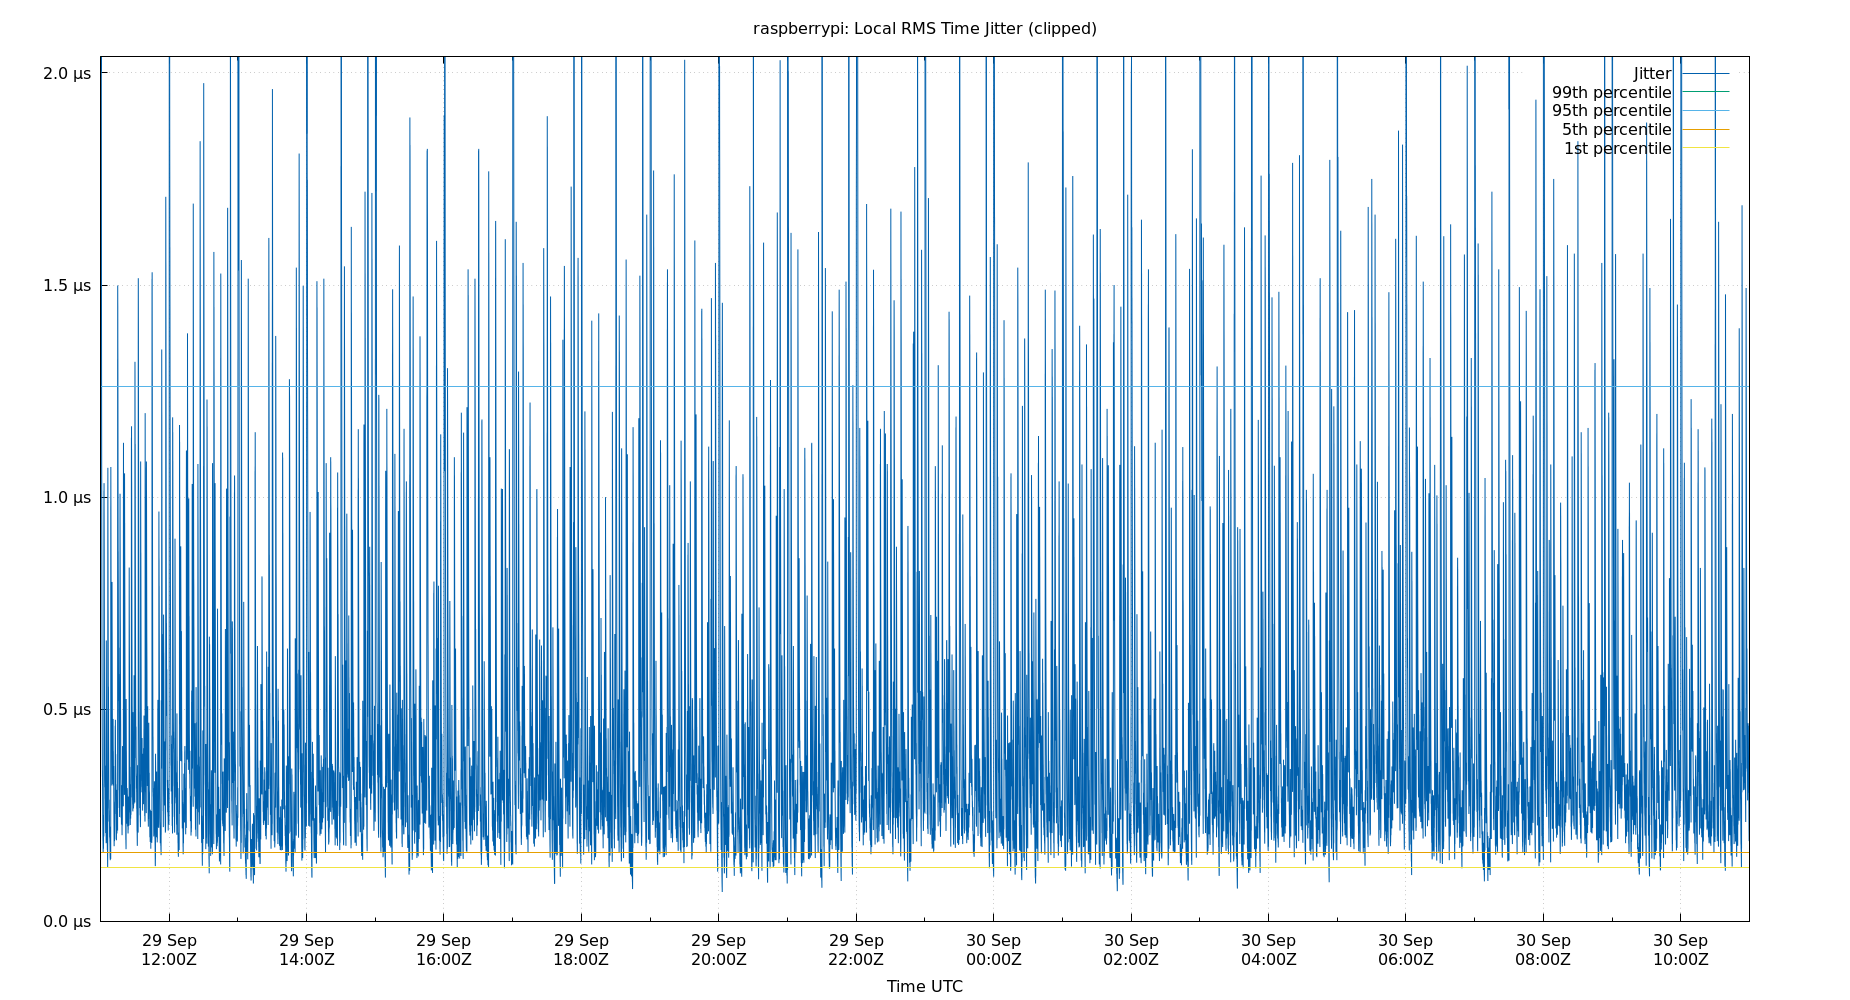 raspberrypi: Local RMS Time Jitter (clipped)
2.0 µs
1.5 µs
1.0 µs
0.5 µs
0.0 µs
Jitter
99th percentile
95th percentile
5th percentile
1st percentile
29 Sep 29 Sep 29 Sep 29 Sep 29 Sep 29 Sep 30 Sep 30 Sep 30 Sep 30 Sep 30 Sep 30 Sep
12:00Z 14:00Z 16:00Z 18:00Z 20:00Z 22:00Z 00:00Z 02:00Z 04:00Z 06:00Z 08:00Z 10:00Z
Time UTC